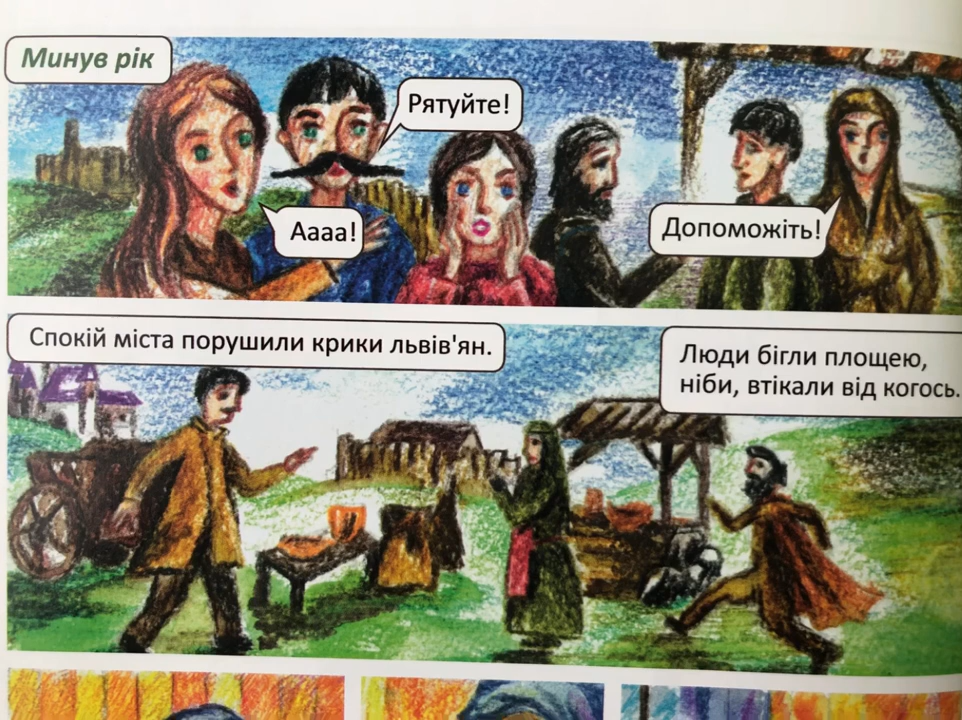 Минув рік
Рятуйте!
Аааа!
Допоможіть!
Спокій міста порушили крики львів'ян.
Люди бігли площею,
ніби, втікали від когось.